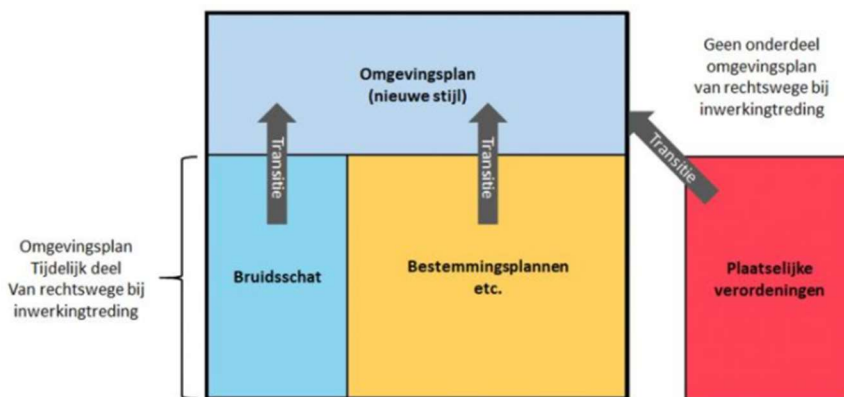 Omgevingsplan
(nieuwe stijl)
Geen onderdeel
omgevingsplan
van rechtswege bij
inwerkingtreding
Transitie
Transitie
Transitie
Omgevingsplan
Tijdelijk deel
Van rechtswege bij
inwerkingtreding
Bruidsschat
Bestemmingsplannen
etc.
Plaatselijke
verordeningen